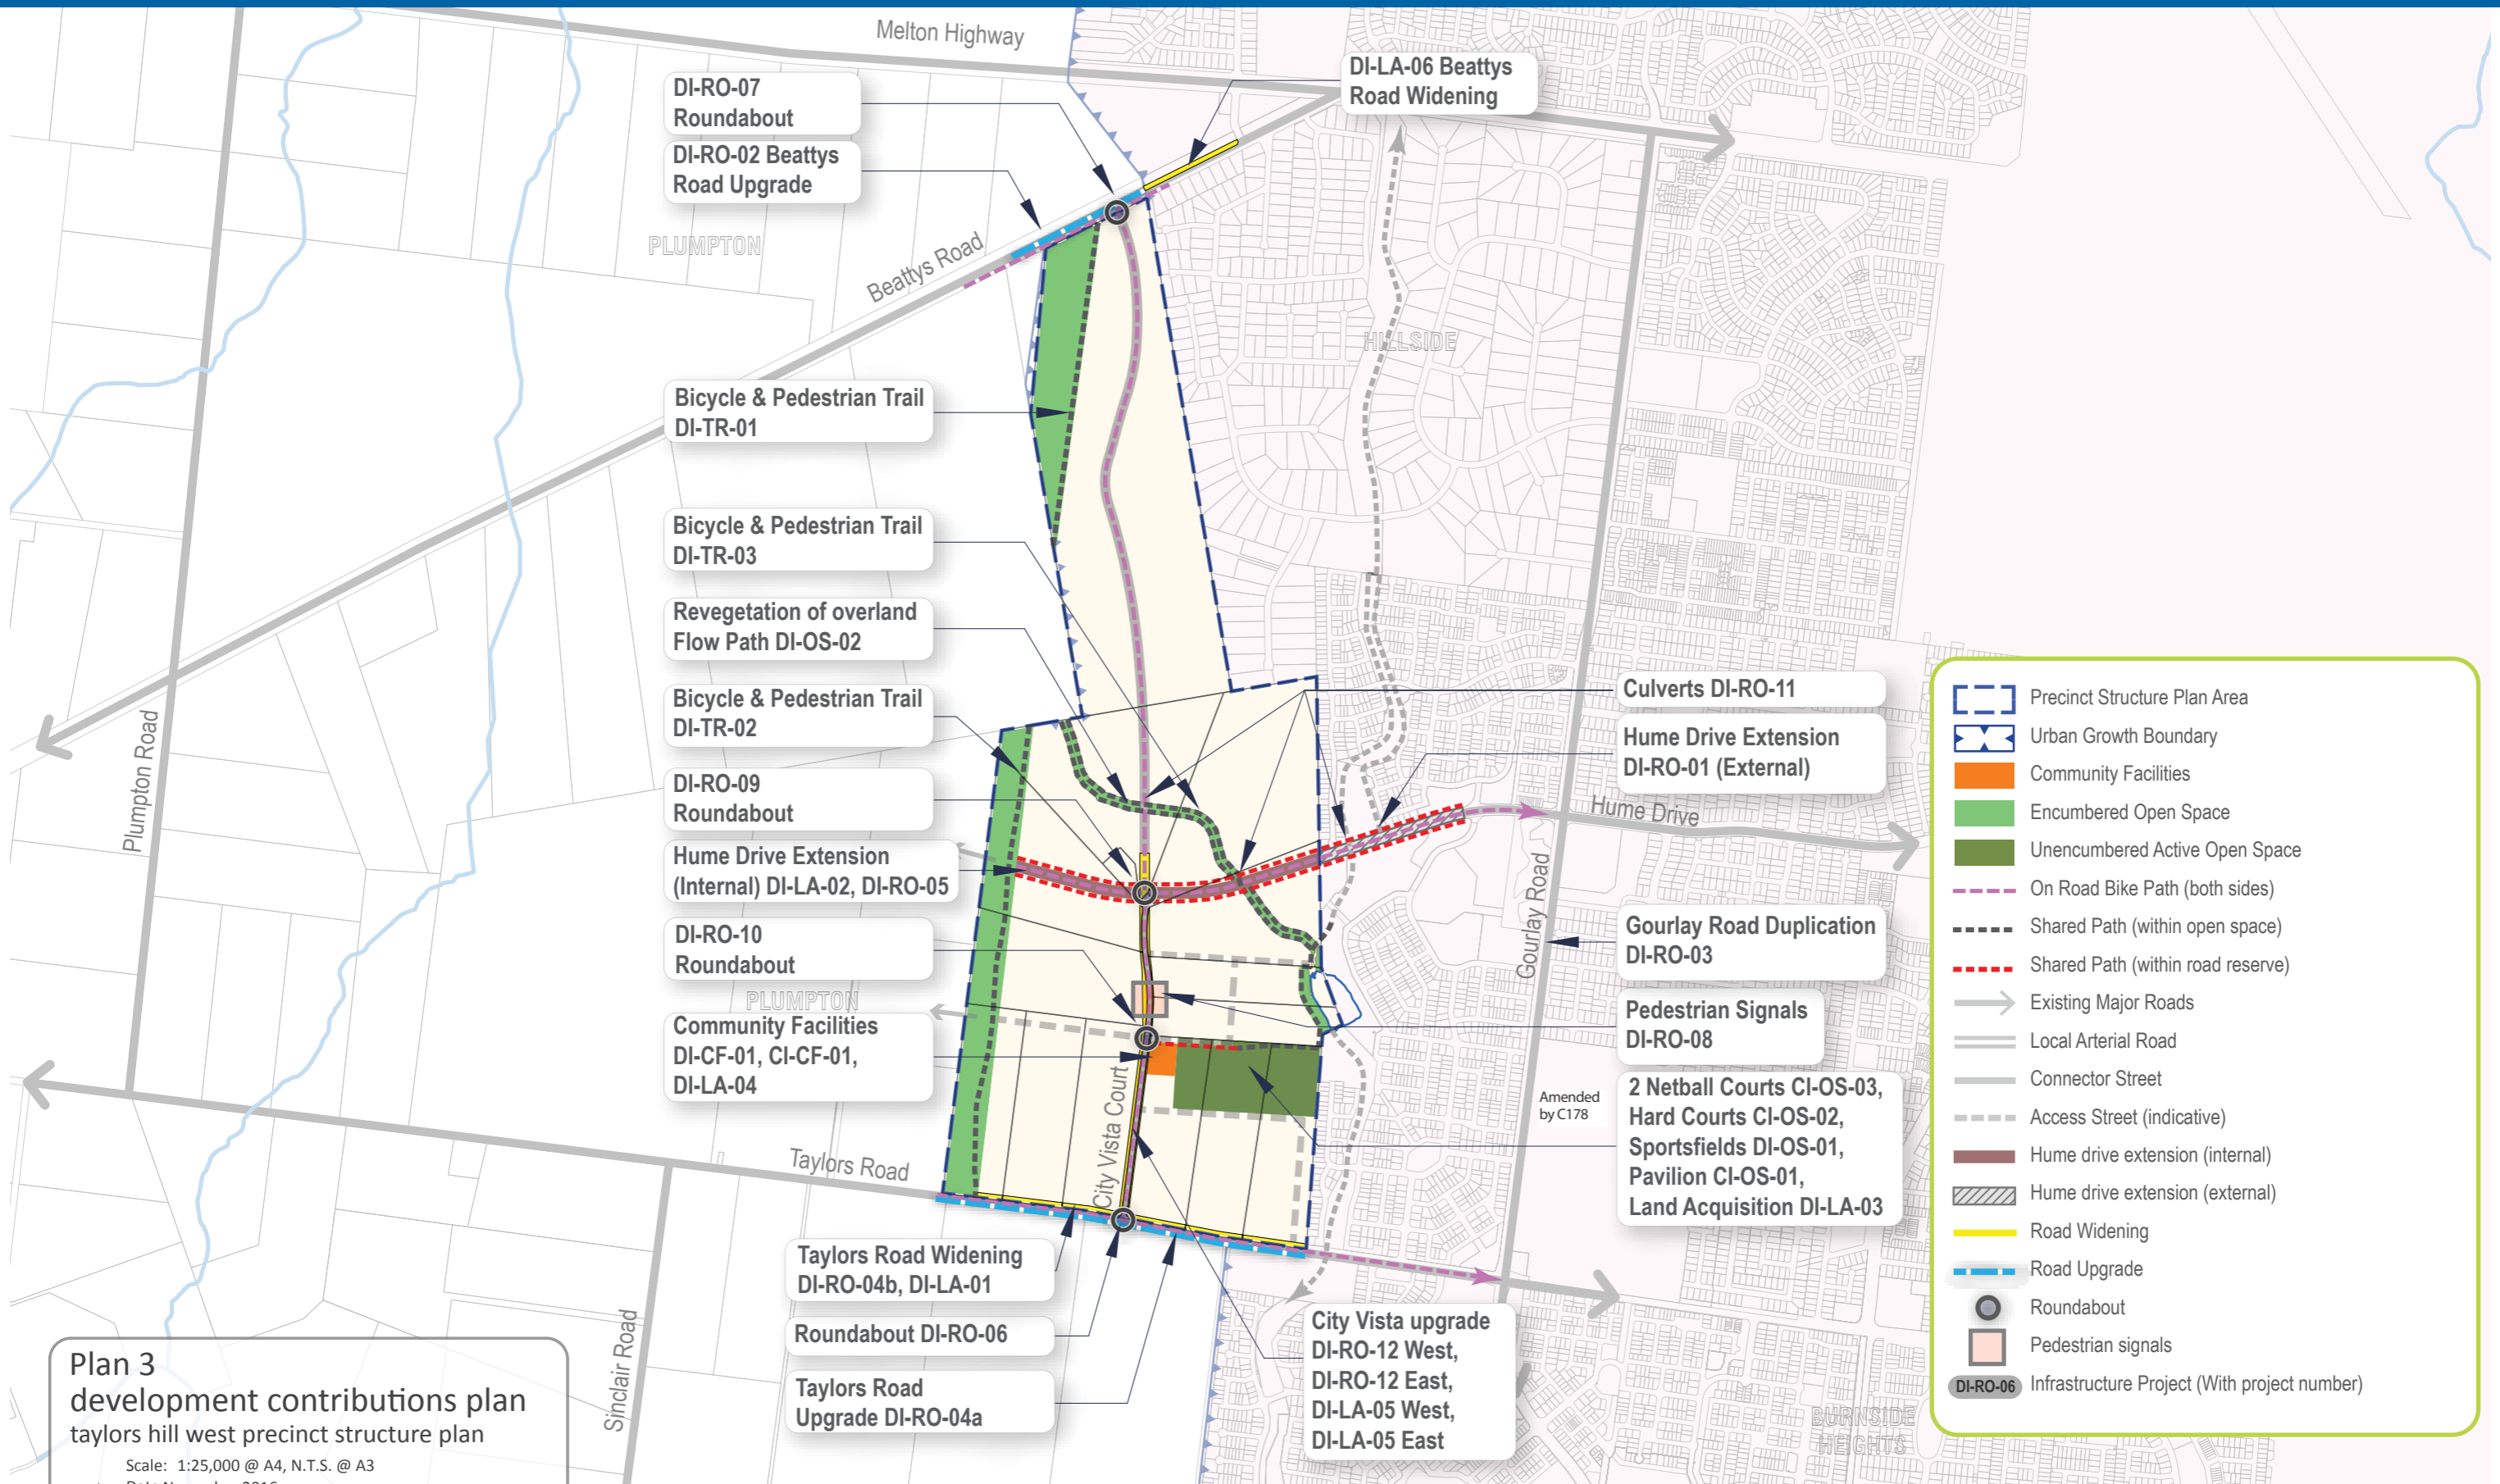 Melton Highway
DI-LA-06 Beattys
Road Widening
DI-RO-07
Roundabout
DI-RO-02 Beattys
Road Upgrade
PLUMPTON
Beattys Road
HILLSIDE
Bicycle & Pedestrian Trail
DI-TR-01
Bicycle & Pedestrian Trail
DI-TR-03
Revegetation of overland
Flow Path DI-OS-02
Bicycle & Pedestrian Trail
DI-TR-02
DI-RO-09
Roundabout
Hume Drive Extension
(Internal) DI-LA-02, DI-RO-05
DI-RO-10
Roundabout
PLUMPTON
Community Facilities
DI-CF-01, CI-CF-01,
DI-LA-04
Plumpton Road
Culverts DI-RO-11
Hume Drive Extension
DI-RO-01 (External)
Hume Drive
Gourlay Road
Gourlay Road Duplication
DI-RO-03
Pedestrian Signals
DI-RO-08
Amended
by C178
2 Netball Courts CI-OS-03,
Hard Courts CI-OS-02,
Sportsfields DI-OS-01,
Pavilion CI-OS-01,
Land Acquisition DI-LA-03
City Vista Court
Taylors Road
Taylors Road Widening
DI-RO-04b, DI-LA-01
Roundabout DI-RO-06
Taylors Road
Upgrade DI-RO-04a
City Vista upgrade
DI-RO-12 West,
DI-RO-12 East,
DI-LA-05 West,
DI-LA-05 East
Sinclair Road
BURNSIDE
HEIGHTS
Precinct Structure Plan Area
Urban Growth Boundary
Community Facilities
Encumbered Open Space
Unencumbered Active Open Space
On Road Bike Path (both sides)
Shared Path (within open space)
Shared Path (within road reserve)
Existing Major Roads
Local Arterial Road
Connector Street
Access Street (indicative)
Hume drive extension (internal)
Hume drive extension (external)
Road Widening
Road Upgrade
Roundabout
Pedestrian signals
DI-RO-06 Infrastructure Project (With project number)
Plan 3
development contributions plan
taylors hill west precinct structure plan
Scale: 1:25,000 @ A4, N.T.S. @ A3